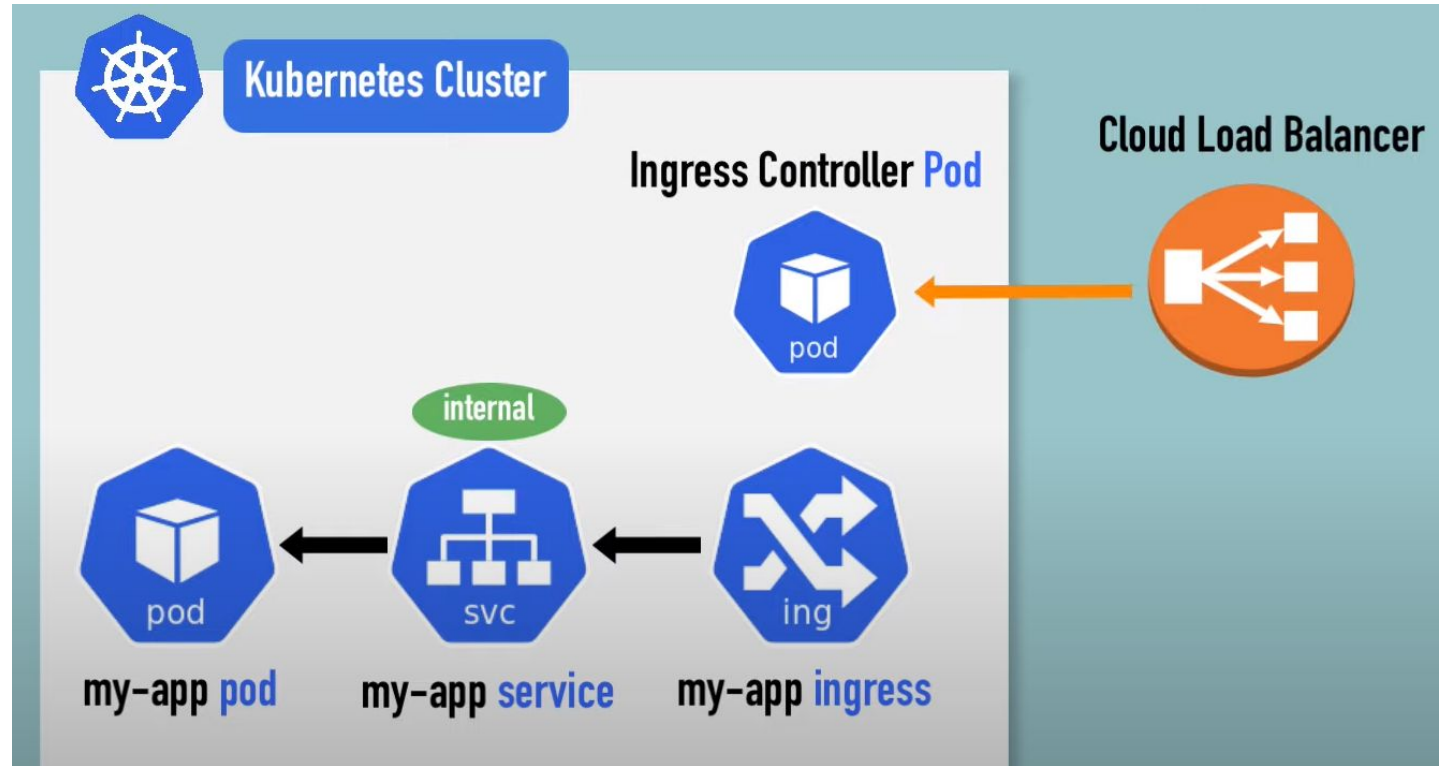 Kubernetes Cluster
Cloud Load Balancer
Ingress Controller Pod
pod
internal
pod
svc
ing
my-app pod
my-app service
my-app ingress